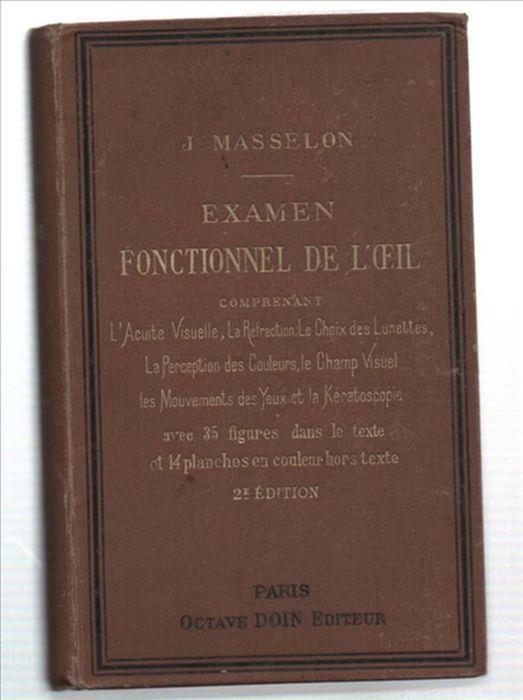 J. MASSELON
EXAMEN
FONCTIONNEL DE L'ŒIL
COMPRENANT
L'Acuité Visuelle, La Réfraction: Le Choix des Lunettes,
La Perception des Couleurs, le Champ Visuel
les Mouvements des Yeux et la Kératoscopie
avec 35 figures dans le texte
et 14 planches en couleur hors texte
2E ÉDITION
PARIS
OCTAVE DOIN EDITEUR